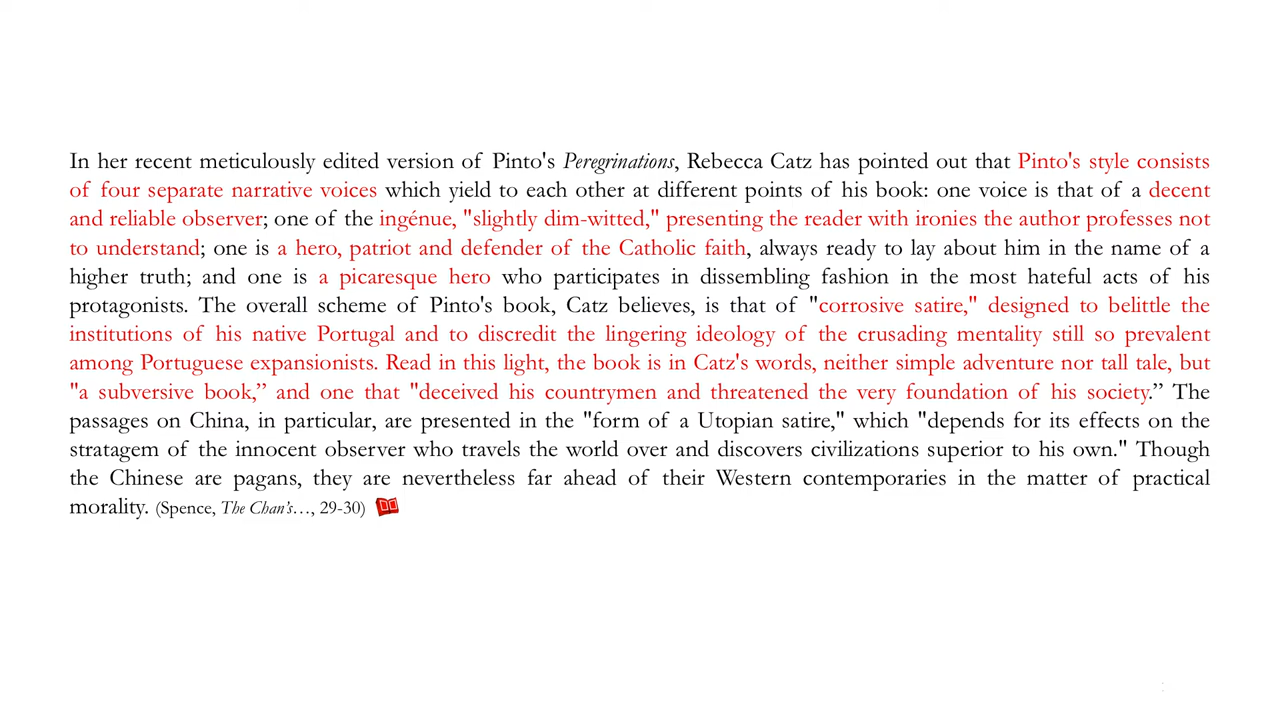 In her recent meticulously edited version of Pinto's Peregrinations, Rebecca Catz has pointed out that Pinto's style consists
of four separate narrative voices which yield to each other at different points of his book: one voice is that of a decent
and reliable observer; one of the ingénue, "slightly dim-witted," presenting the reader with ironies the author professes not
to understand; one is a hero, patriot and defender of the Catholic faith, always ready to lay about him in the name of a
higher truth; and one is a picaresque hero who participates in dissembling fashion in the most hateful acts of his
protagonists. The overall scheme of Pinto's book, Catz believes, is that of "corrosive satire," designed to belittle the
institutions of his native Portugal and to discredit the lingering ideology of the crusading mentality still so prevalent
among Portuguese expansionists. Read in this light, the book is in Catz's words, neither simple adventure nor tall tale, but
"a subversive book,” and one that "deceived his countrymen and threatened the very foundation of his society.” The
passages on China, in particular, are presented in the "form of a Utopian satire," which "depends for its effects on the
stratagem of the innocent observer who travels the world over and discovers civilizations superior to his own." Though
the Chinese are pagans, they are nevertheless far ahead of their Western contemporaries in the matter of practical
morality. (Spence, The Chan’s…, 29-30)